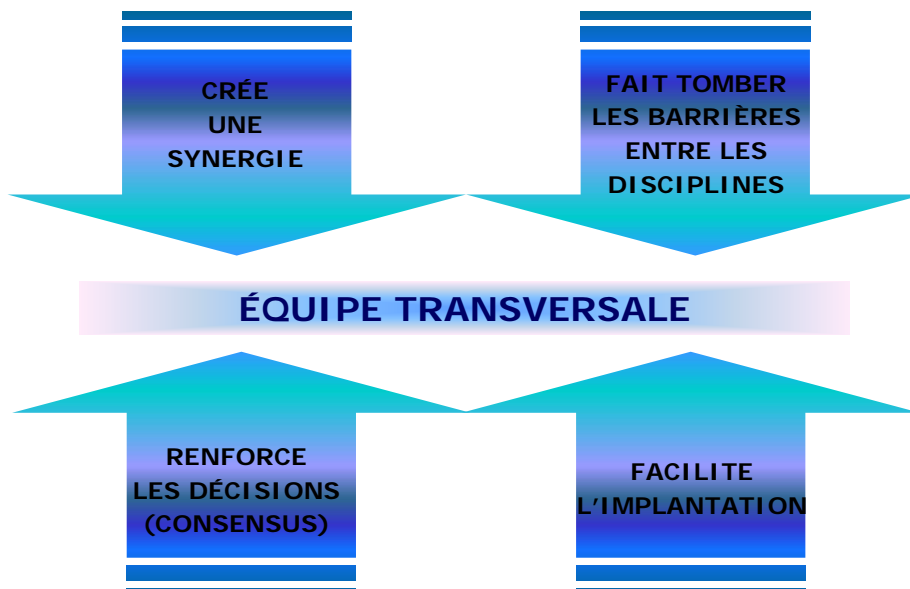 CRÉE
UNE
SYNERGIE
FAIT TOMBER
LES BARRIÈRES
ENTRE LES
DISCIPLINES
ÉQUIPE TRANSVERSALE
RENFORCE
LES DÉCISIONS
(CONSENSUS)
FACILITE
L'IMPLANTATION